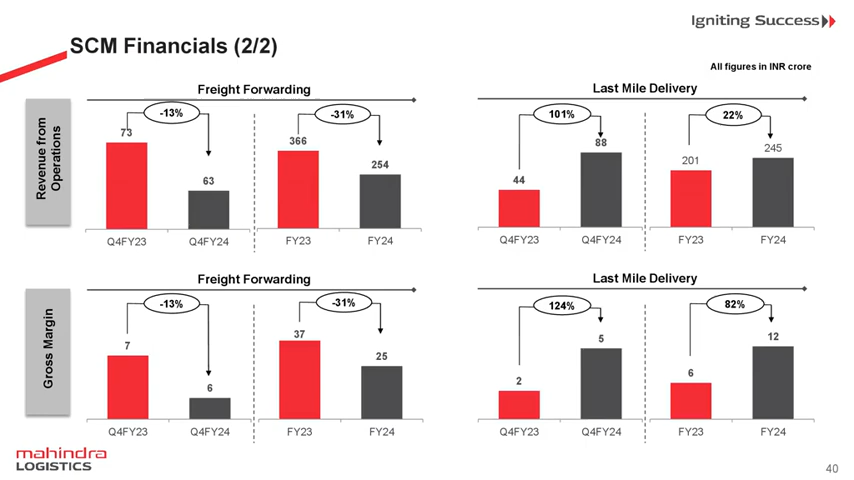 Igniting Success
SCM Financials (2/2)
All figures in INR crore
Revenue from
Operations
Freight Forwarding
-13%
73
63
Q4FY23
Q4FY24
-31%
366
254
FY23
FY24
Last Mile Delivery
101%
44
88
Q4FY23
Q4FY24
22%
201
245
FY23
FY24
Gross Margin
Freight Forwarding
-13%
7
6
Q4FY23
Q4FY24
-31%
37
25
FY23
FY24
Last Mile Delivery
124%
2
5
Q4FY23
Q4FY24
82%
6
12
FY23
FY24
mahindra
LOGISTICS
40